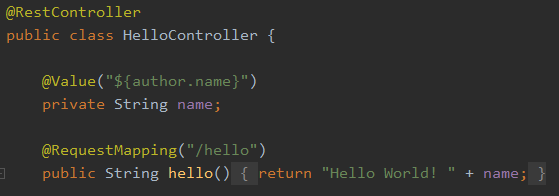 @RestController
public class HelloController {
@Value("${author.name}")
private String name;
@RequestMapping("/hello")
public String hello() { return "Hello World! " + name; }